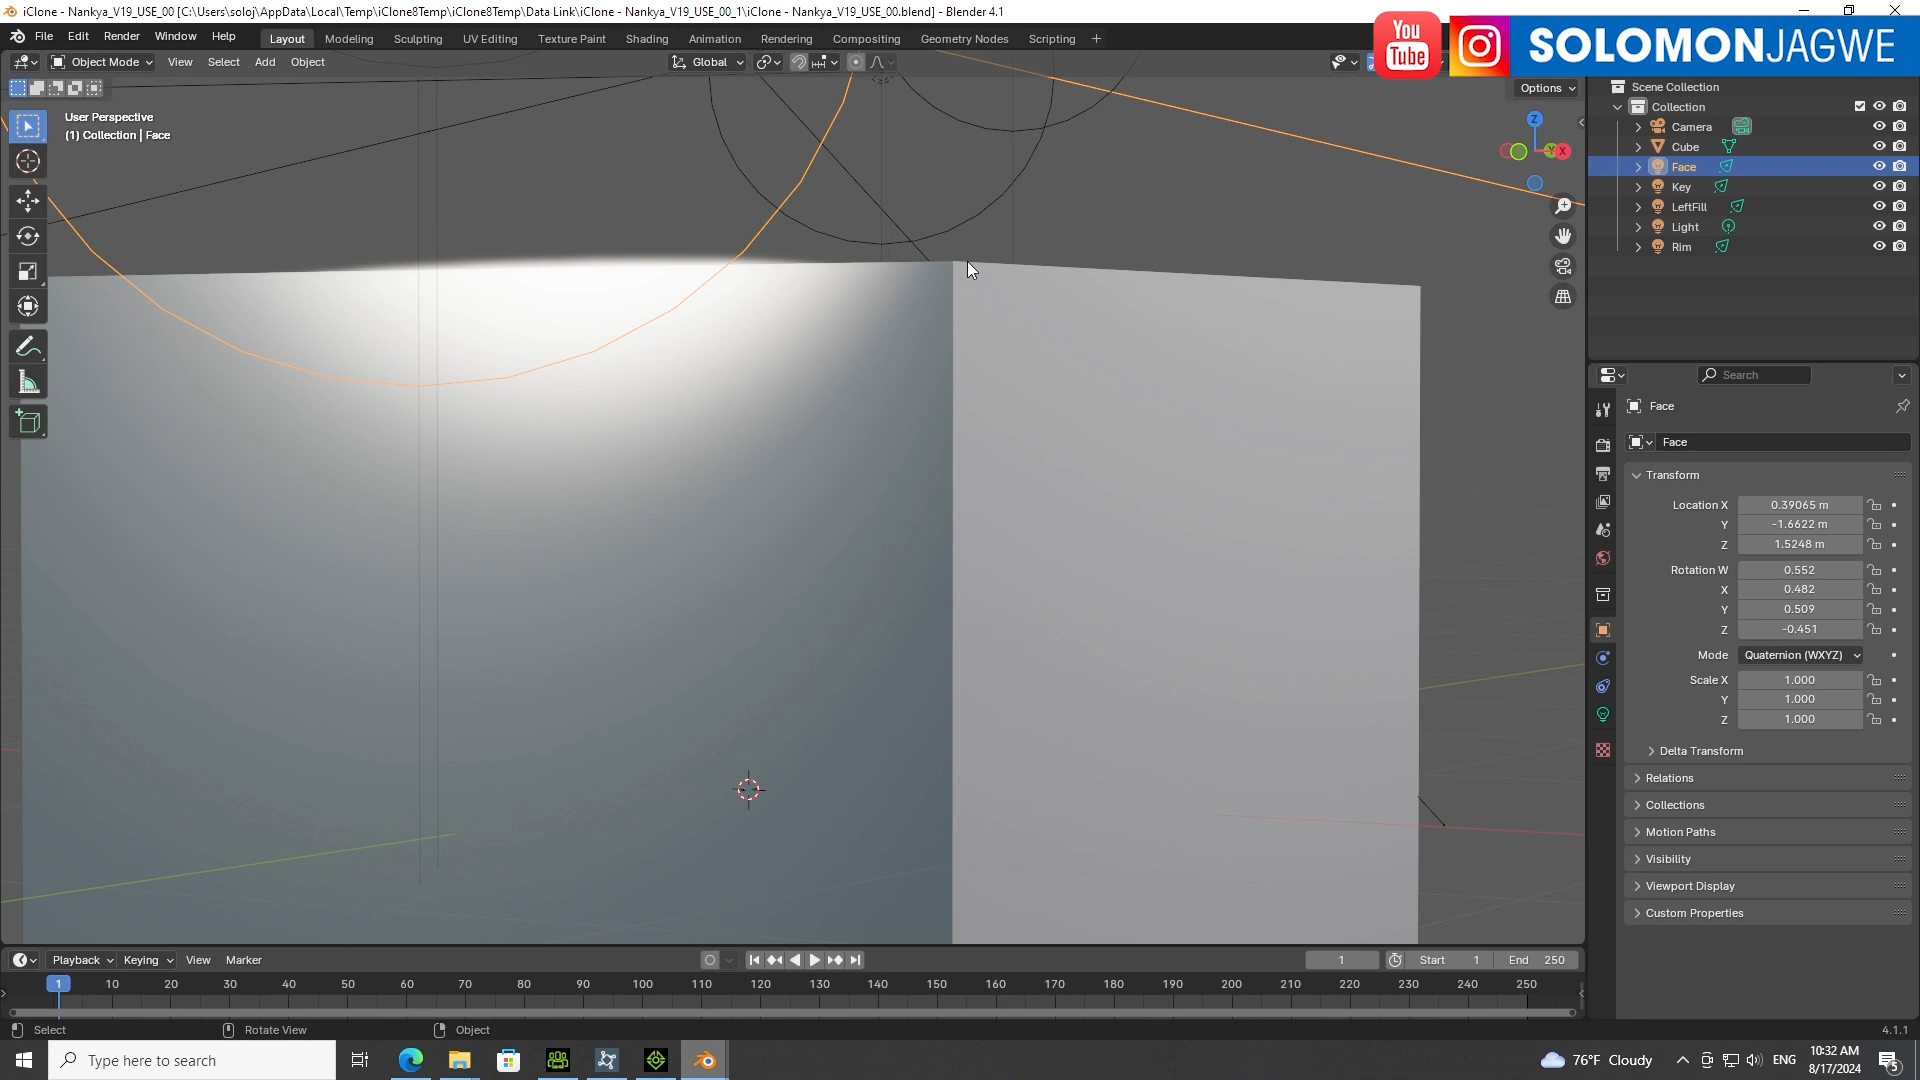 iClone - Nankya_V19_USE_00 [C:\Users\soloj\AppData\Local\Temp\iClone8Temp\iClone8Temp\Data Link\iClone - Nankya_V19_USE_00_1\iClone - Nankya_V19_USE_00.blend] - Blender 4.1
File Edit Render Window Help Layout Modeling Sculpting UV Editing Texture Paint Shading Animation Rendering Compositing Geometry Nodes Scripting
You Tube SOLOMONJAGWE
Object Mode View Select Add Object Global
Options
User Perspective
(1) Collection | Face
Z
Y X
Scene Collection
Collection
Camera
Cube
Face
Key
LeftFill
Light
Rim
Search
Face
Face
Transform
Location X 0.39065 m
Y -1.6622 m
Z 1.5248 m
Rotation W 0.552
X 0.482
Y 0.509
Z -0.451
Mode Quaternion (WXYZ)
Scale X 1.000
Y 1.000
Z 1.000
Delta Transform
Relations
Collections
Motion Paths
Visibility
Viewport Display
Custom Properties
Playback Keying View Marker 1 Start 1 End 250
1 10 20 30 40 50 60 70 80 90 100 110 120 130 140 150 160 170 180 190 200 210 220 230 240 250
Select Rotate View Object 4.1.1
Type here to search 76°F Cloudy ENG 10:32 AM
8/17/2024 5